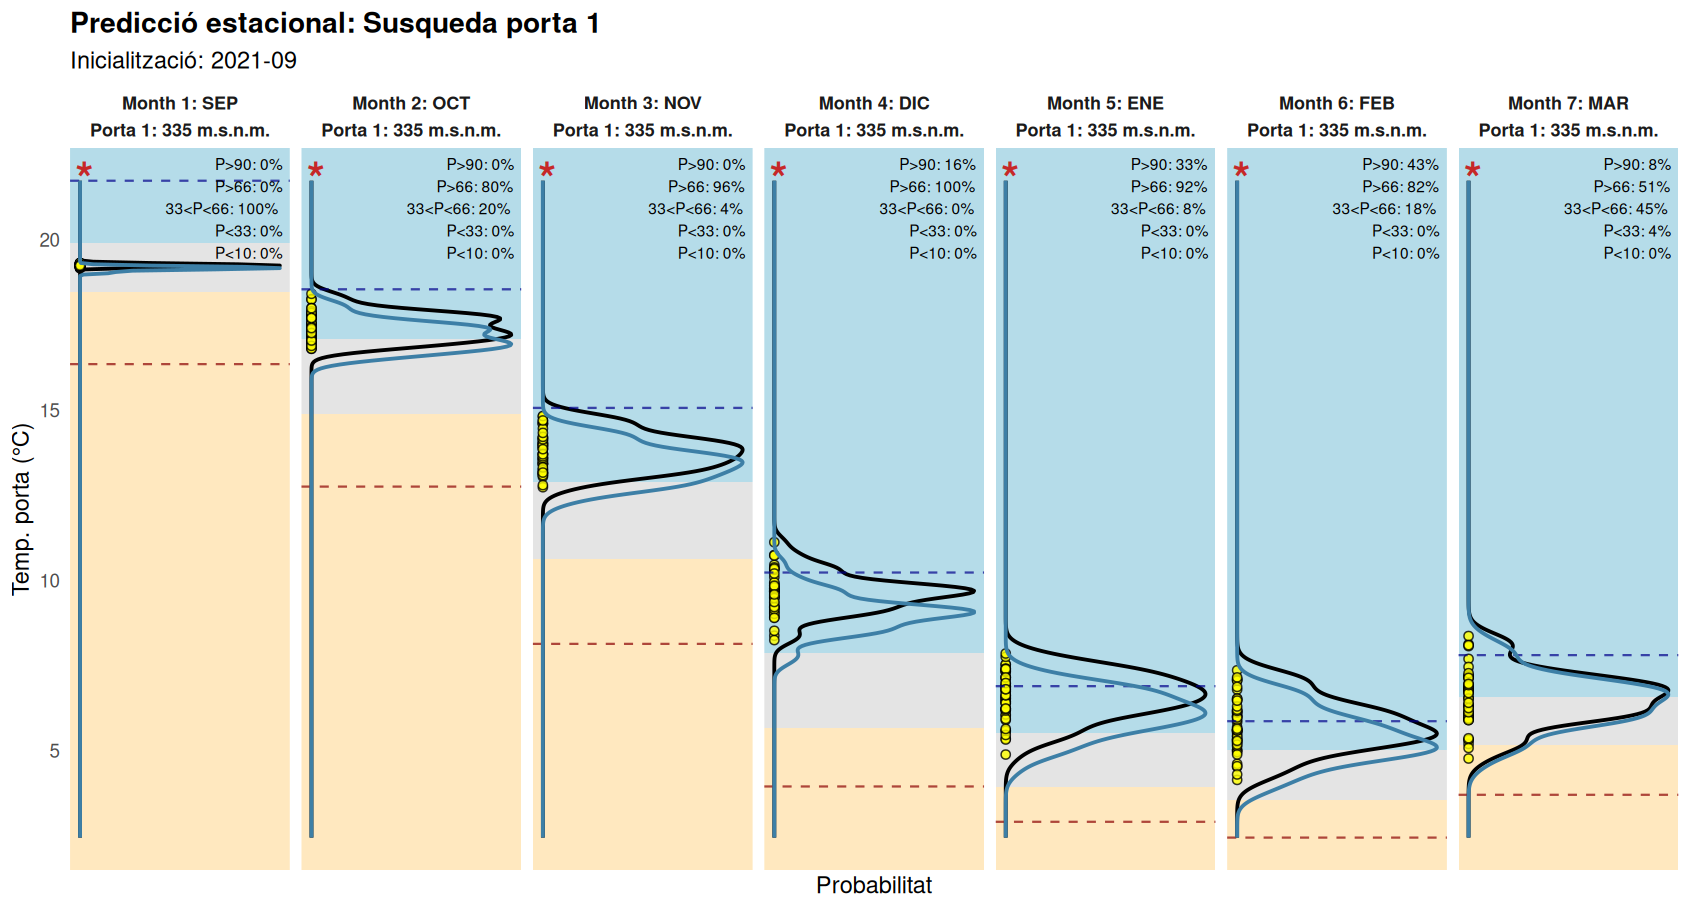 Predicció estacional: Susqueda porta 1
Inicialització: 2021-09
Month 1: SEP
Porta 1: 335 m.s.n.m.
Month 2: OCT
Porta 1: 335 m.s.n.m.
Month 3: NOV
Porta 1: 335 m.s.n.m.
Month 4: DIC
Porta 1: 335 m.s.n.m.
Month 5: ENE
Porta 1: 335 m.s.n.m.
Month 6: FEB
Porta 1: 335 m.s.n.m.
Month 7: MAR
Porta 1: 335 m.s.n.m.
*
P>90: 0%
P>66: 0%
33<P<66: 100%
P<33: 0%
P<10: 0%
*
P>90: 0%
P>66: 80%
33<P<66: 20%
P<33: 0%
P<10: 0%
*
P>90: 0%
P>66: 96%
33<P<66: 4%
P<33: 0%
P<10: 0%
*
P>90: 16%
P>66: 100%
33<P<66: 0%
P<33: 0%
P<10: 0%
*
P>90: 33%
P>66: 92%
33<P<66: 8%
P<33: 0%
P<10: 0%
*
P>90: 43%
P>66: 82%
33<P<66: 18%
P<33: 0%
P<10: 0%
*
P>90: 8%
P>66: 51%
33<P<66: 45%
P<33: 4%
P<10: 0%
20
15
10
5
Temp. porta (°C)
Probabilitat